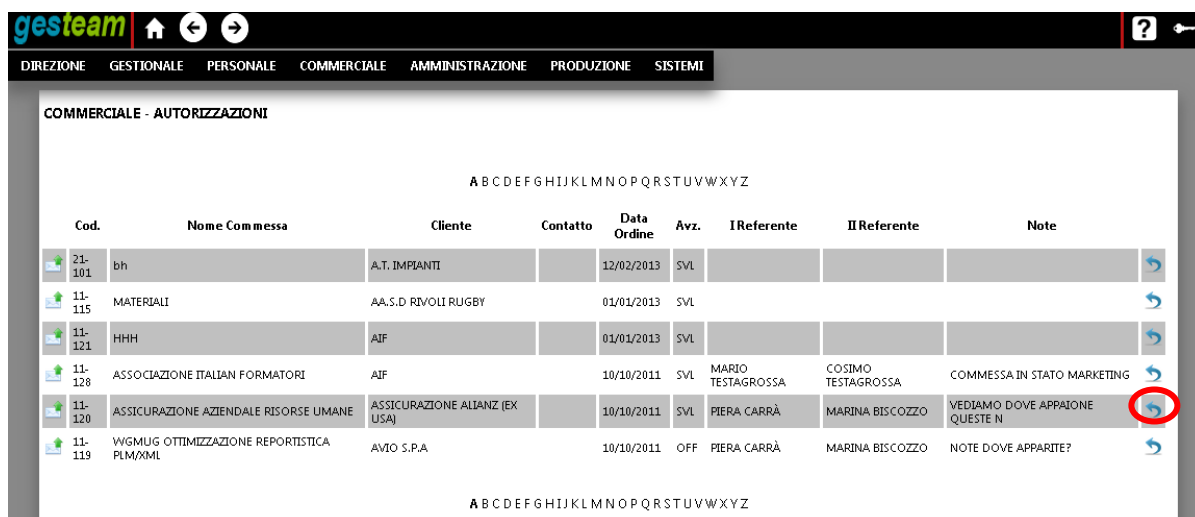 gesteam
?
DIREZIONE GESTIONALE PERSONALE COMMERCIALE AMMINISTRAZIONE PRODUZIONE SISTEMI
COMMERCIALE - AUTORIZZAZIONI
A B C D E F G H I J K L M N O P Q R S T U V W X Y Z
Cod. Nome Commessa Cliente Contatto Data Ordine Avz. I Referente II Referente Note
21-101 bh A.T. IMPIANTI 12/02/2013 SVL
11-115 MATERIALI AA.S.D RIVOLI RUGBY 01/01/2013 SVL
11-121 HHH AIF 01/01/2013 SVL
11-128 ASSOCIAZIONE ITALIAN FORMATORI AIF 10/10/2011 SVL MARIO TESTAGROSSA COSIMO TESTAGROSSA COMMESSA IN STATO MARKETING
11-120 ASSICURAZIONE AZIENDALE RISORSE UMANE ASSICURAZIONE ALIANZ (EX USA) 10/10/2011 SVL PIERA CARRÀ MARINA BISCOZZO VEDIAMO DOVE APPAIONE QUESTE N
11-119 WGMUG OTTIMIZZAZIONE REPORTISTICA PLM/XML AVIO S.P.A 10/10/2011 OFF PIERA CARRÀ MARINA BISCOZZO NOTE DOVE APPARITE?
A B C D E F G H I J K L M N O P Q R S T U V W X Y Z